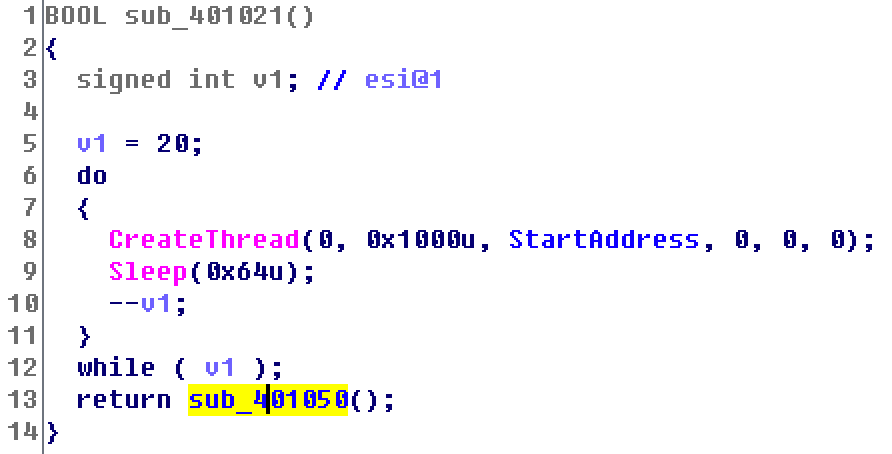 1 BOOL sub_401021()
2 {
3   signed int v1; // esi@1
4
5   v1 = 20;
6   do
7   {
8     CreateThread(0, 0x1000u, StartAddress, 0, 0, 0);
9     Sleep(0x64u);
10     --v1;
11   }
12   while ( v1 );
13   return sub_401050();
14 }